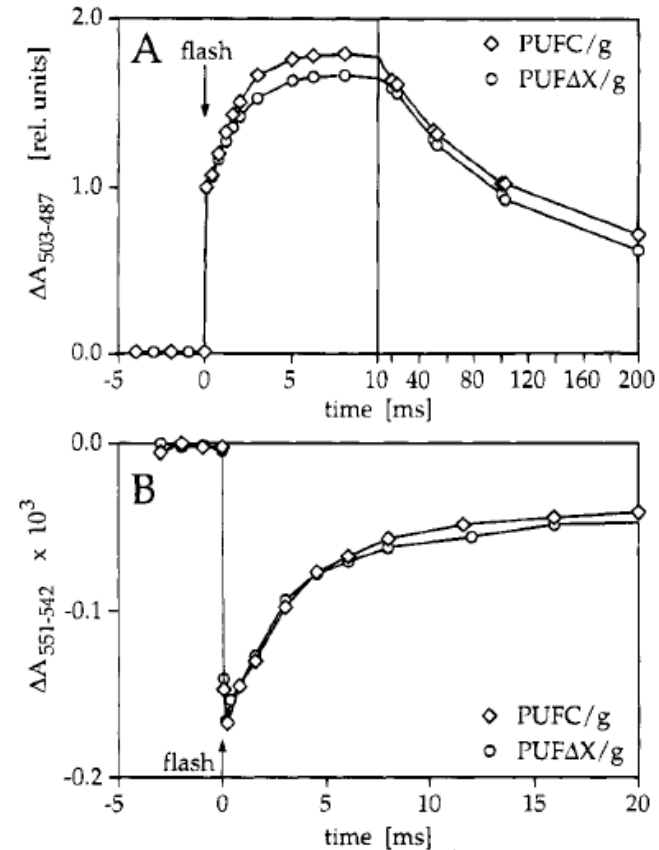 A
flash
PUFC/g
PUFΔX/g
ΔA503-487 [rel. units]
2.0
1.0
0.0
-5 0 5 10 40 80 120 200
time [ms]
B
0.0
-0.1
-0.2
ΔA551-542 x 10³
PUFC/g
PUFΔX/g
flash
-5 0 5 10 15 20
time [ms]